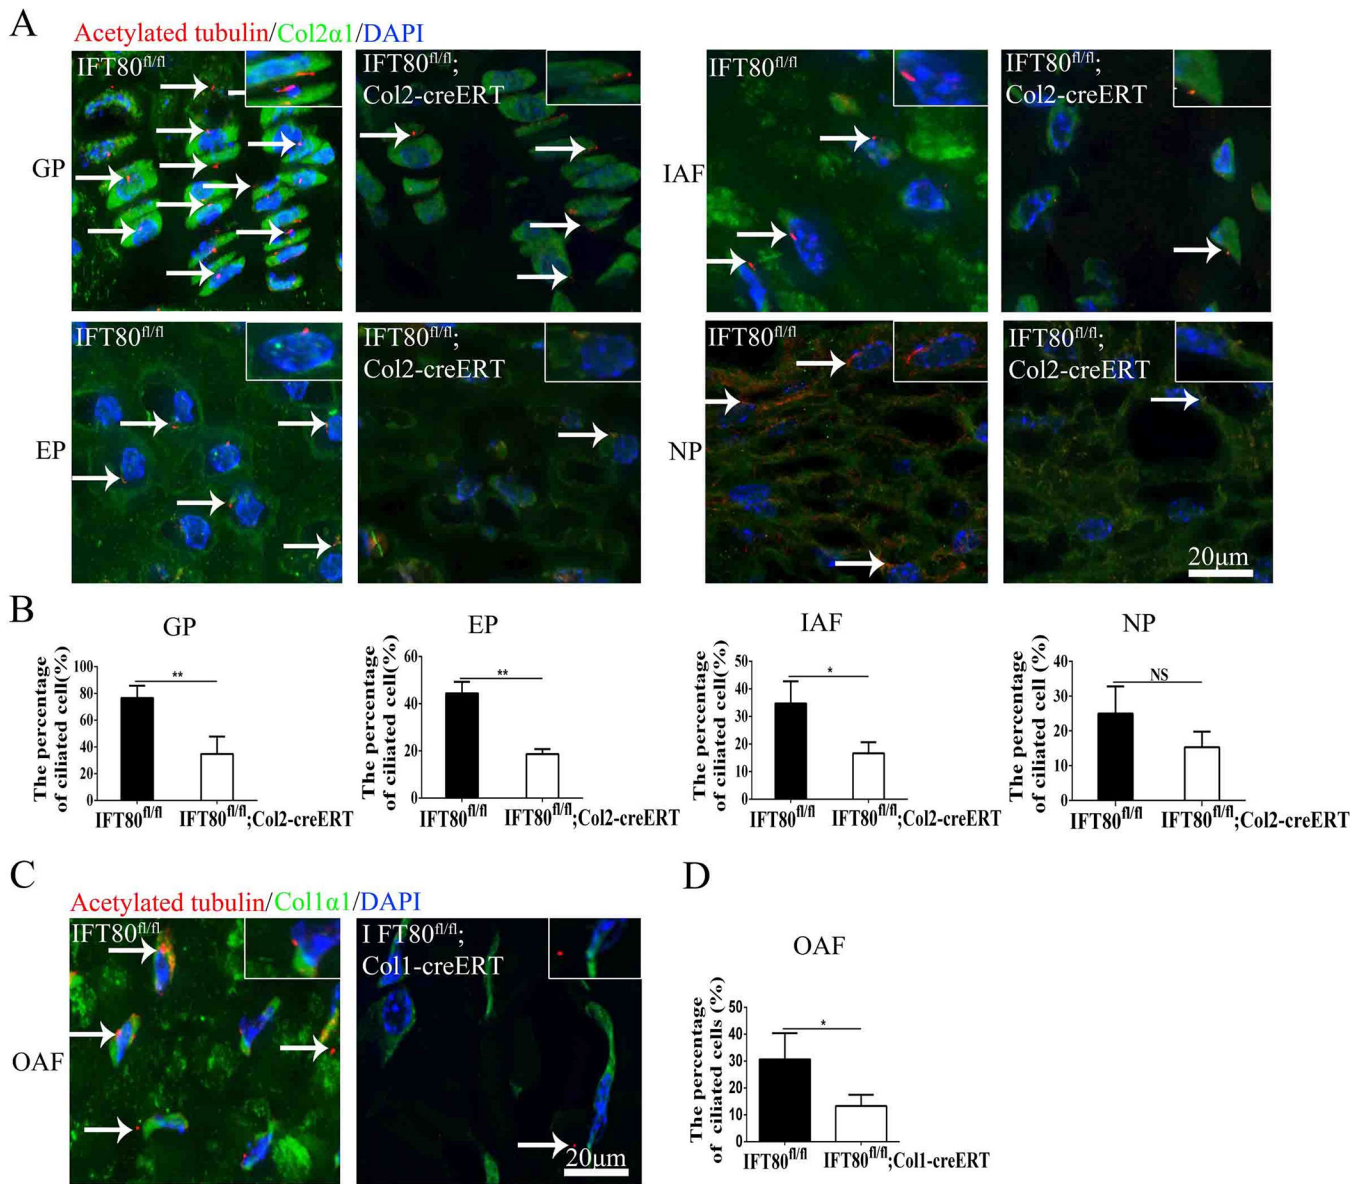 A
Acetylated tubulin/Col2α1/DAPI
IFT80fl/fl
IFT80fl/fl;
Col2-creERT
IFT80fl/fl
IFT80fl/fl;
Col2-creERT
GP
IAF
IFT80fl/fl
IFT80fl/fl;
Col2-creERT
IFT80fl/fl
IFT80fl/fl;
Col2-creERT
EP
NP
20μm
B
GP
The percentage
of ciliated cell(%)
100
80
60
40
20
0
**
IFT80fl/fl
IFT80fl/fl;Col2-creERT
EP
The percentage
of ciliated cell(%)
60
40
20
0
**
IFT80fl/fl
IFT80fl/fl;Col2-creERT
IAF
The percentage
of ciliated cell(%)
50
40
30
20
10
0
*
IFT80fl/fl
IFT80fl/fl;Col2-creERT
NP
The percentage
of ciliated cell (%)
40
30
20
10
0
NS
IFT80fl/fl
IFT80fl/fl;Col2-creERT
C
Acetylated tubulin/Col1α1/DAPI
IFT80fl/fl
I FT80fl/fl;
Col1-creERT
OAF
20μm
D
OAF
The percentage
of ciliated cells (%)
50
40
30
20
10
0
*
IFT80fl/fl
IFT80fl/fl;Col1-creERT